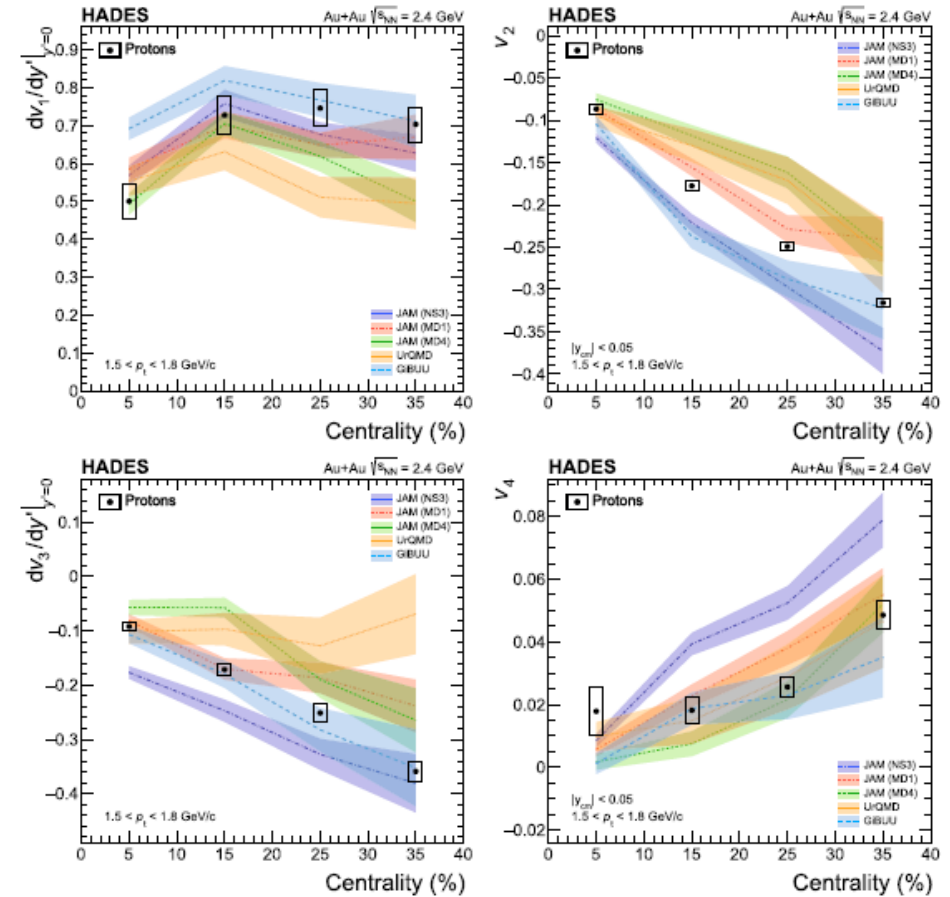 HADES Au+Au √sNN = 2.4 GeV
dv1/dy'|y'=0
Protons
0.9
0.8
0.7
0.6
0.5
0.4
0.3
0.2
0.1
0
JAM (NS3)
JAM (MD1)
JAM (MD4)
UrQMD
GiBUU
1.5 < pt < 1.8 GeV/c
0 5 10 15 20 25 30 35 40
Centrality (%)
HADES Au+Au √sNN = 2.4 GeV
v2
Protons
JAM (NS3)
JAM (MD1)
JAM (MD4)
UrQMD
GiBUU
0
−0.05
−0.1
−0.15
−0.2
−0.25
−0.3
−0.35
−0.4
|ycm| < 0.05
1.5 < pt < 1.8 GeV/c
0 5 10 15 20 25 30 35 40
Centrality (%)
HADES Au+Au √sNN = 2.4 GeV
dv3/dy'|y'=0
Protons
JAM (NS3)
JAM (MD1)
JAM (MD4)
UrQMD
GiBUU
0.1
0
−0.1
−0.2
−0.3
−0.4
1.5 < pt < 1.8 GeV/c
0 5 10 15 20 25 30 35 40
Centrality (%)
HADES Au+Au √sNN = 2.4 GeV
v4
Protons
0.08
0.06
0.04
0.02
0
−0.02
JAM (NS3)
JAM (MD1)
JAM (MD4)
UrQMD
GiBUU
|ycm| < 0.05
1.5 < pt < 1.8 GeV/c
0 5 10 15 20 25 30 35 40
Centrality (%)